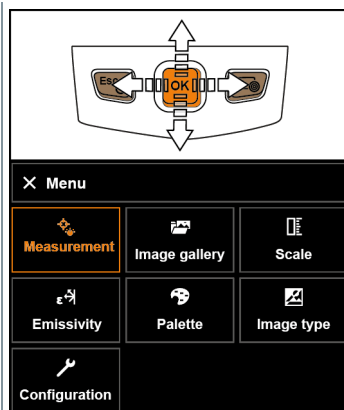 Esc
OK
Menu
Measurement
Image gallery
Scale
ε
Emissivity
Palette
Image type
Configuration